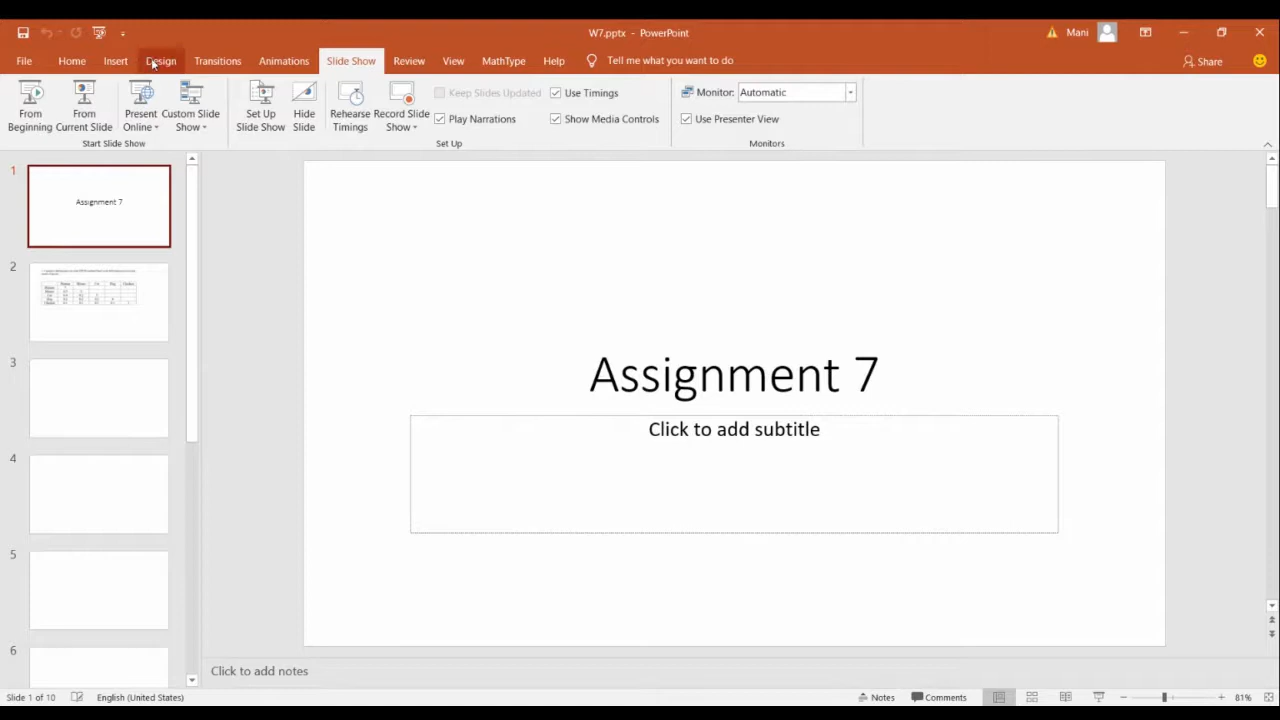 W7.pptx - PowerPoint
Mani
File Home Insert Design Transitions Animations Slide Show Review View MathType Help Tell me what you want to do
Share
From Beginning
From Current Slide
Present Online
Custom Slide Show
Start Slide Show
Set Up Slide Show
Hide Slide
Rehearse Timings
Record Slide Show
Keep Slides Updated
Play Narrations
Use Timings
Show Media Controls
Set Up
Monitor: Automatic
Use Presenter View
Monitors
1
Assignment 7
2
3
4
5
6
Assignment 7
Click to add subtitle
Click to add notes
Slide 1 of 10 English (United States) Notes Comments 81%